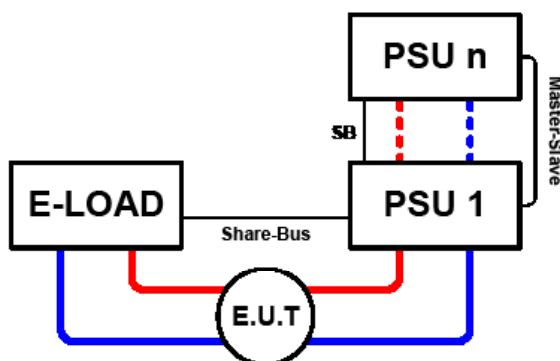 PSU n
SB
Master-Slave
E-LOAD
PSU 1
Share-Bus
E.U.T